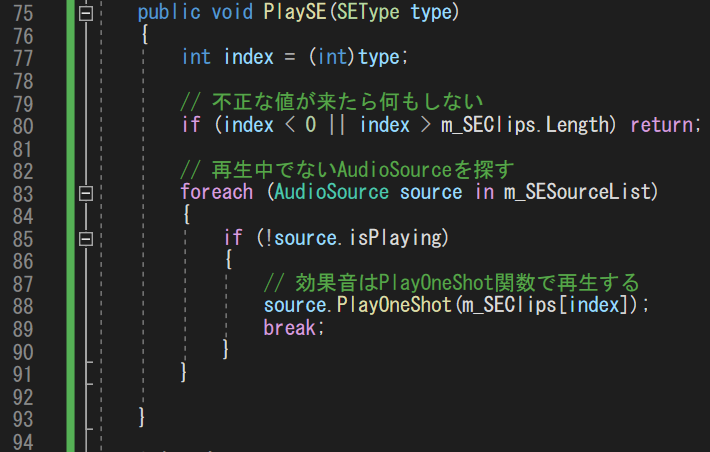 75 public void PlaySE(SEType type)
76 {
77 int index = (int)type;
78
79 // 不正な値が来たら何もしない
80 if (index < 0 || index > m_SEClips.Length) return;
81
82 // 再生中でないAudioSourceを探す
83 foreach (AudioSource source in m_SESourceList)
84 {
85 if (!source.isPlaying)
86 {
87 // 効果音はPlayOneShot関数で再生する
88 source.PlayOneShot(m_SEClips[index]);
89 break;
90 }
91 }
92
93 }
94